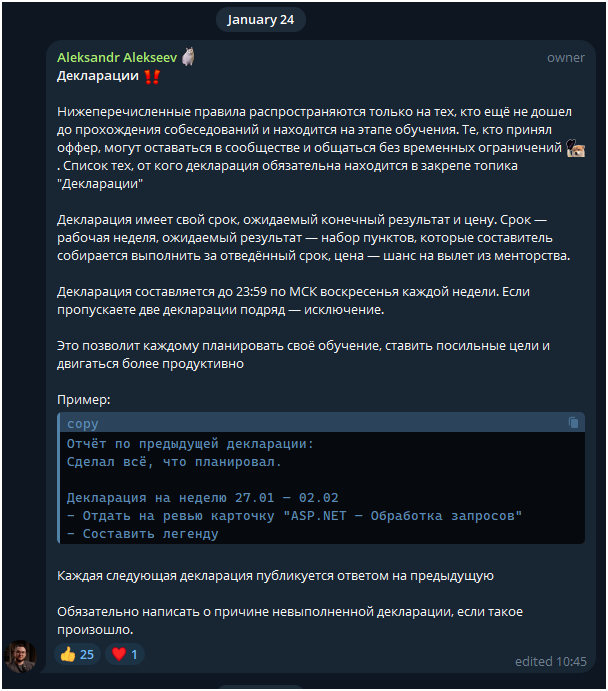 January 24
Aleksandr Alekseev
owner
Декларации ‼️
Нижеперечисленные правила распространяются только на тех, кто ещё не дошел
до прохождения собеседований и находится на этапе обучения. Те, кто принял
оффер, могут оставаться в сообществе и общаться без временных ограничений
. Список тех, от кого декларация обязательна находится в закрепе топика
"Декларации"
Декларация имеет свой срок, ожидаемый конечный результат и цену. Срок —
рабочая неделя, ожидаемый результат — набор пунктов, которые составитель
собирается выполнить за отведённый срок, цена — шанс на вылет из менторства.
Декларация составляется до 23:59 по МСК воскресенья каждой недели. Если
пропускаете две декларации подряд — исключение.
Это позволит каждому планировать своё обучение, ставить посильные цели и
двигаться более продуктивно
Пример:
copy
Отчёт по предыдущей декларации:
Сделал всё, что планировал.
Декларация на неделю 27.01 — 02.02
- Отдать на ревью карточку "ASP.NET — Обработка запросов"
- Составить легенду
Каждая следующая декларация публикуется ответом на предыдущую
Обязательно написать о причине невыполненной декларации, если такое
произошло.
👍 25 ❤️ 1
edited 10:45